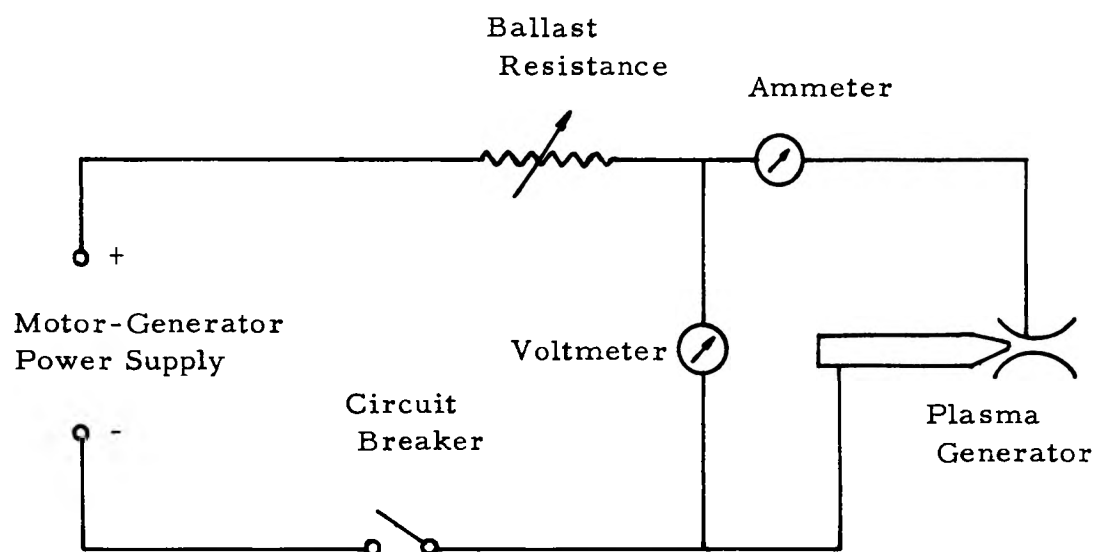 Ballast
Resistance
Ammeter
+
Motor-Generator
Power Supply
Voltmeter
-
Circuit
Breaker
Plasma
Generator